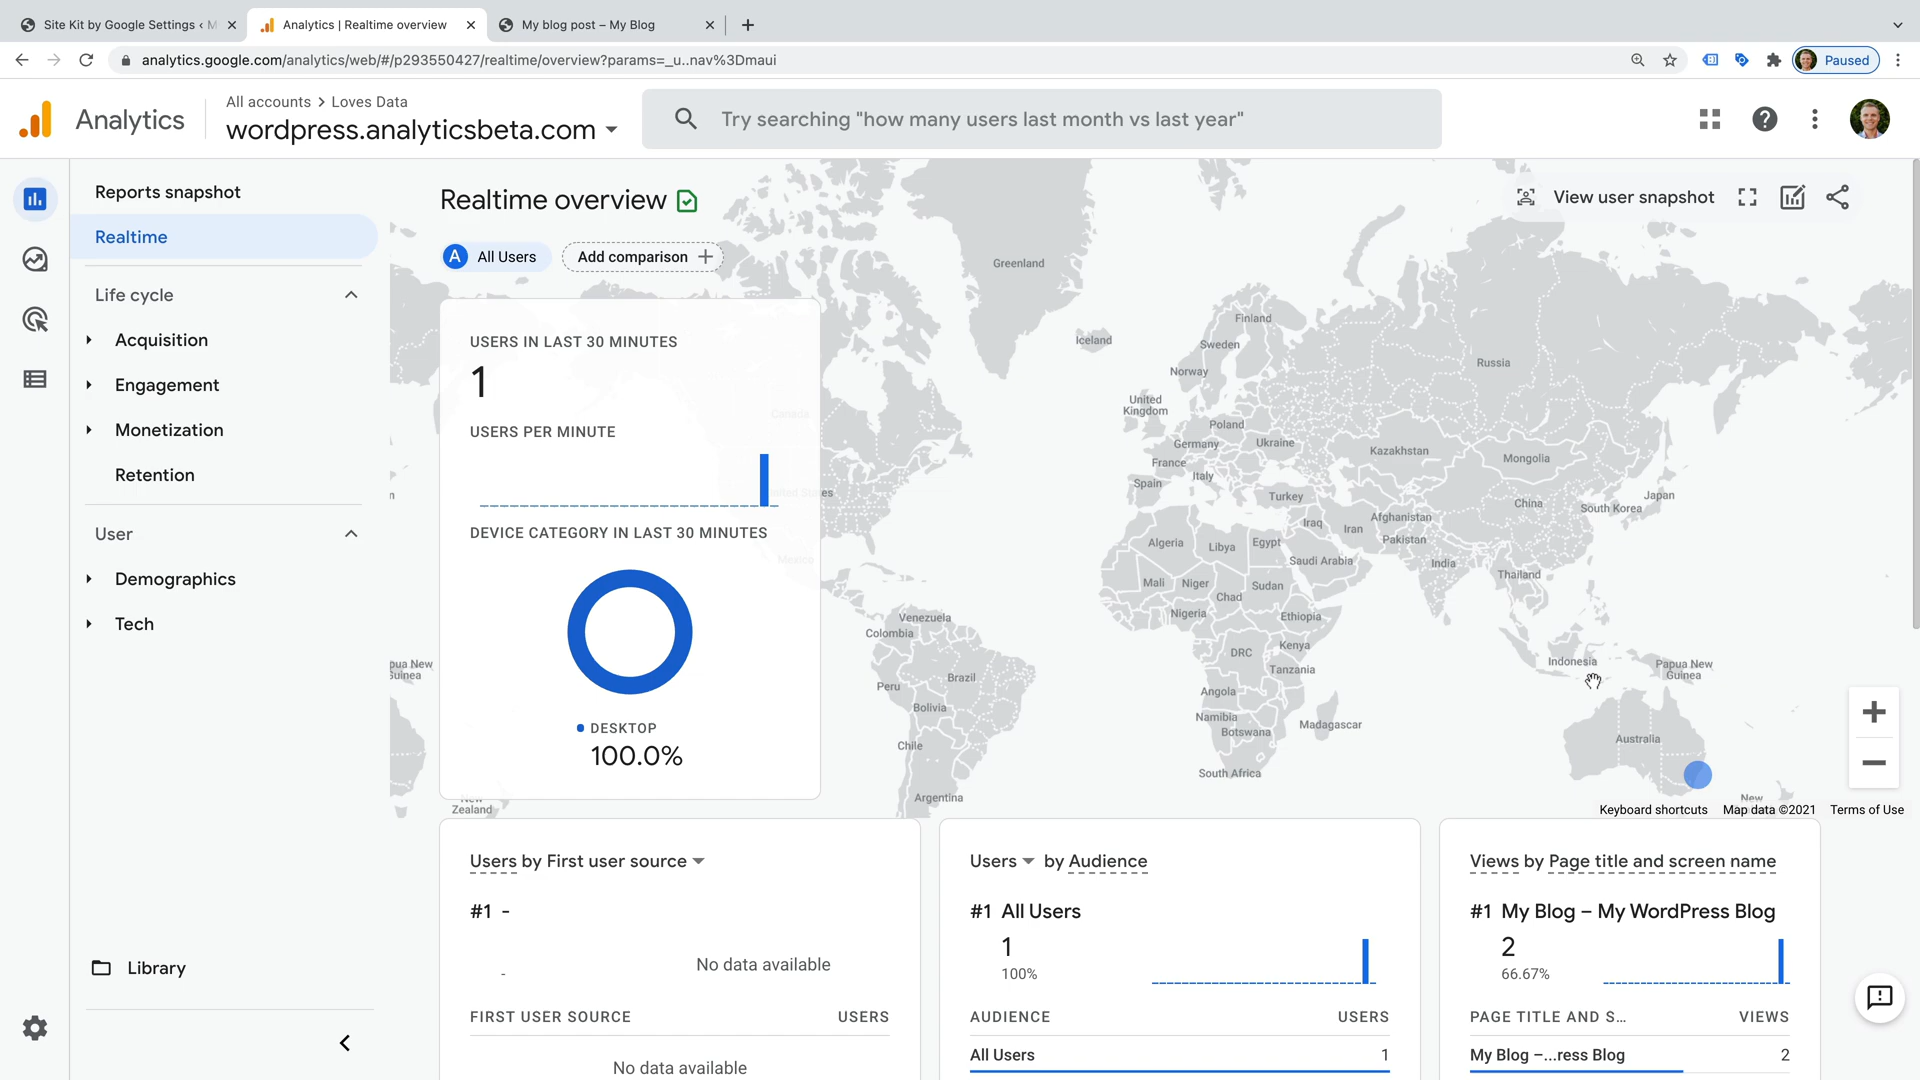 Site Kit by Google Settings ‹ M
Analytics | Realtime overview
My blog post – My Blog
analytics.google.com/analytics/web/#/p293550427/realtime/overview?params=_u..nav%3Dmaui
Paused
Analytics
All accounts > Loves Data
wordpress.analyticsbeta.com
Try searching "how many users last month vs last year"
Reports snapshot
Realtime
Life cycle
Acquisition
Engagement
Monetization
Retention
User
Demographics
Tech
Library
Realtime overview
View user snapshot
A All Users
Add comparison +
USERS IN LAST 30 MINUTES
1
USERS PER MINUTE
DEVICE CATEGORY IN LAST 30 MINUTES
DESKTOP
100.0%
Greenland
Iceland
Finland
Sweden
Norway
Russia
United
Kingdom
Poland
Germany
Ukraine
France
Kazakhstan
Mongolia
Italy
Spain
Turkey
Japan
China
South Korea
Iraq
Iran
Afghanistan
Pakistan
Algeria
Libya
Egypt
Saudi Arabia
India
Thailand
Mali
Niger
Sudan
Chad
Nigeria
Ethiopia
Kenya
DRC
Tanzania
Angola
Namibia
Botswana
Madagascar
South Africa
Canada
United States
Mexico
Venezuela
Colombia
Brazil
Peru
Bolivia
Chile
Argentina
Indonesia
Papua New
Guinea
Australia
New
pua New
Guinea
New
Zealand
Keyboard shortcuts
Map data ©2021
Terms of Use
Users by First user source
#1 -
-
No data available
FIRST USER SOURCE USERS
No data available
Users by Audience
#1 All Users
1
100%
AUDIENCE USERS
All Users 1
Views by Page title and screen name
#1 My Blog – My WordPress Blog
2
66.67%
PAGE TITLE AND S... VIEWS
My Blog –...ress Blog 2